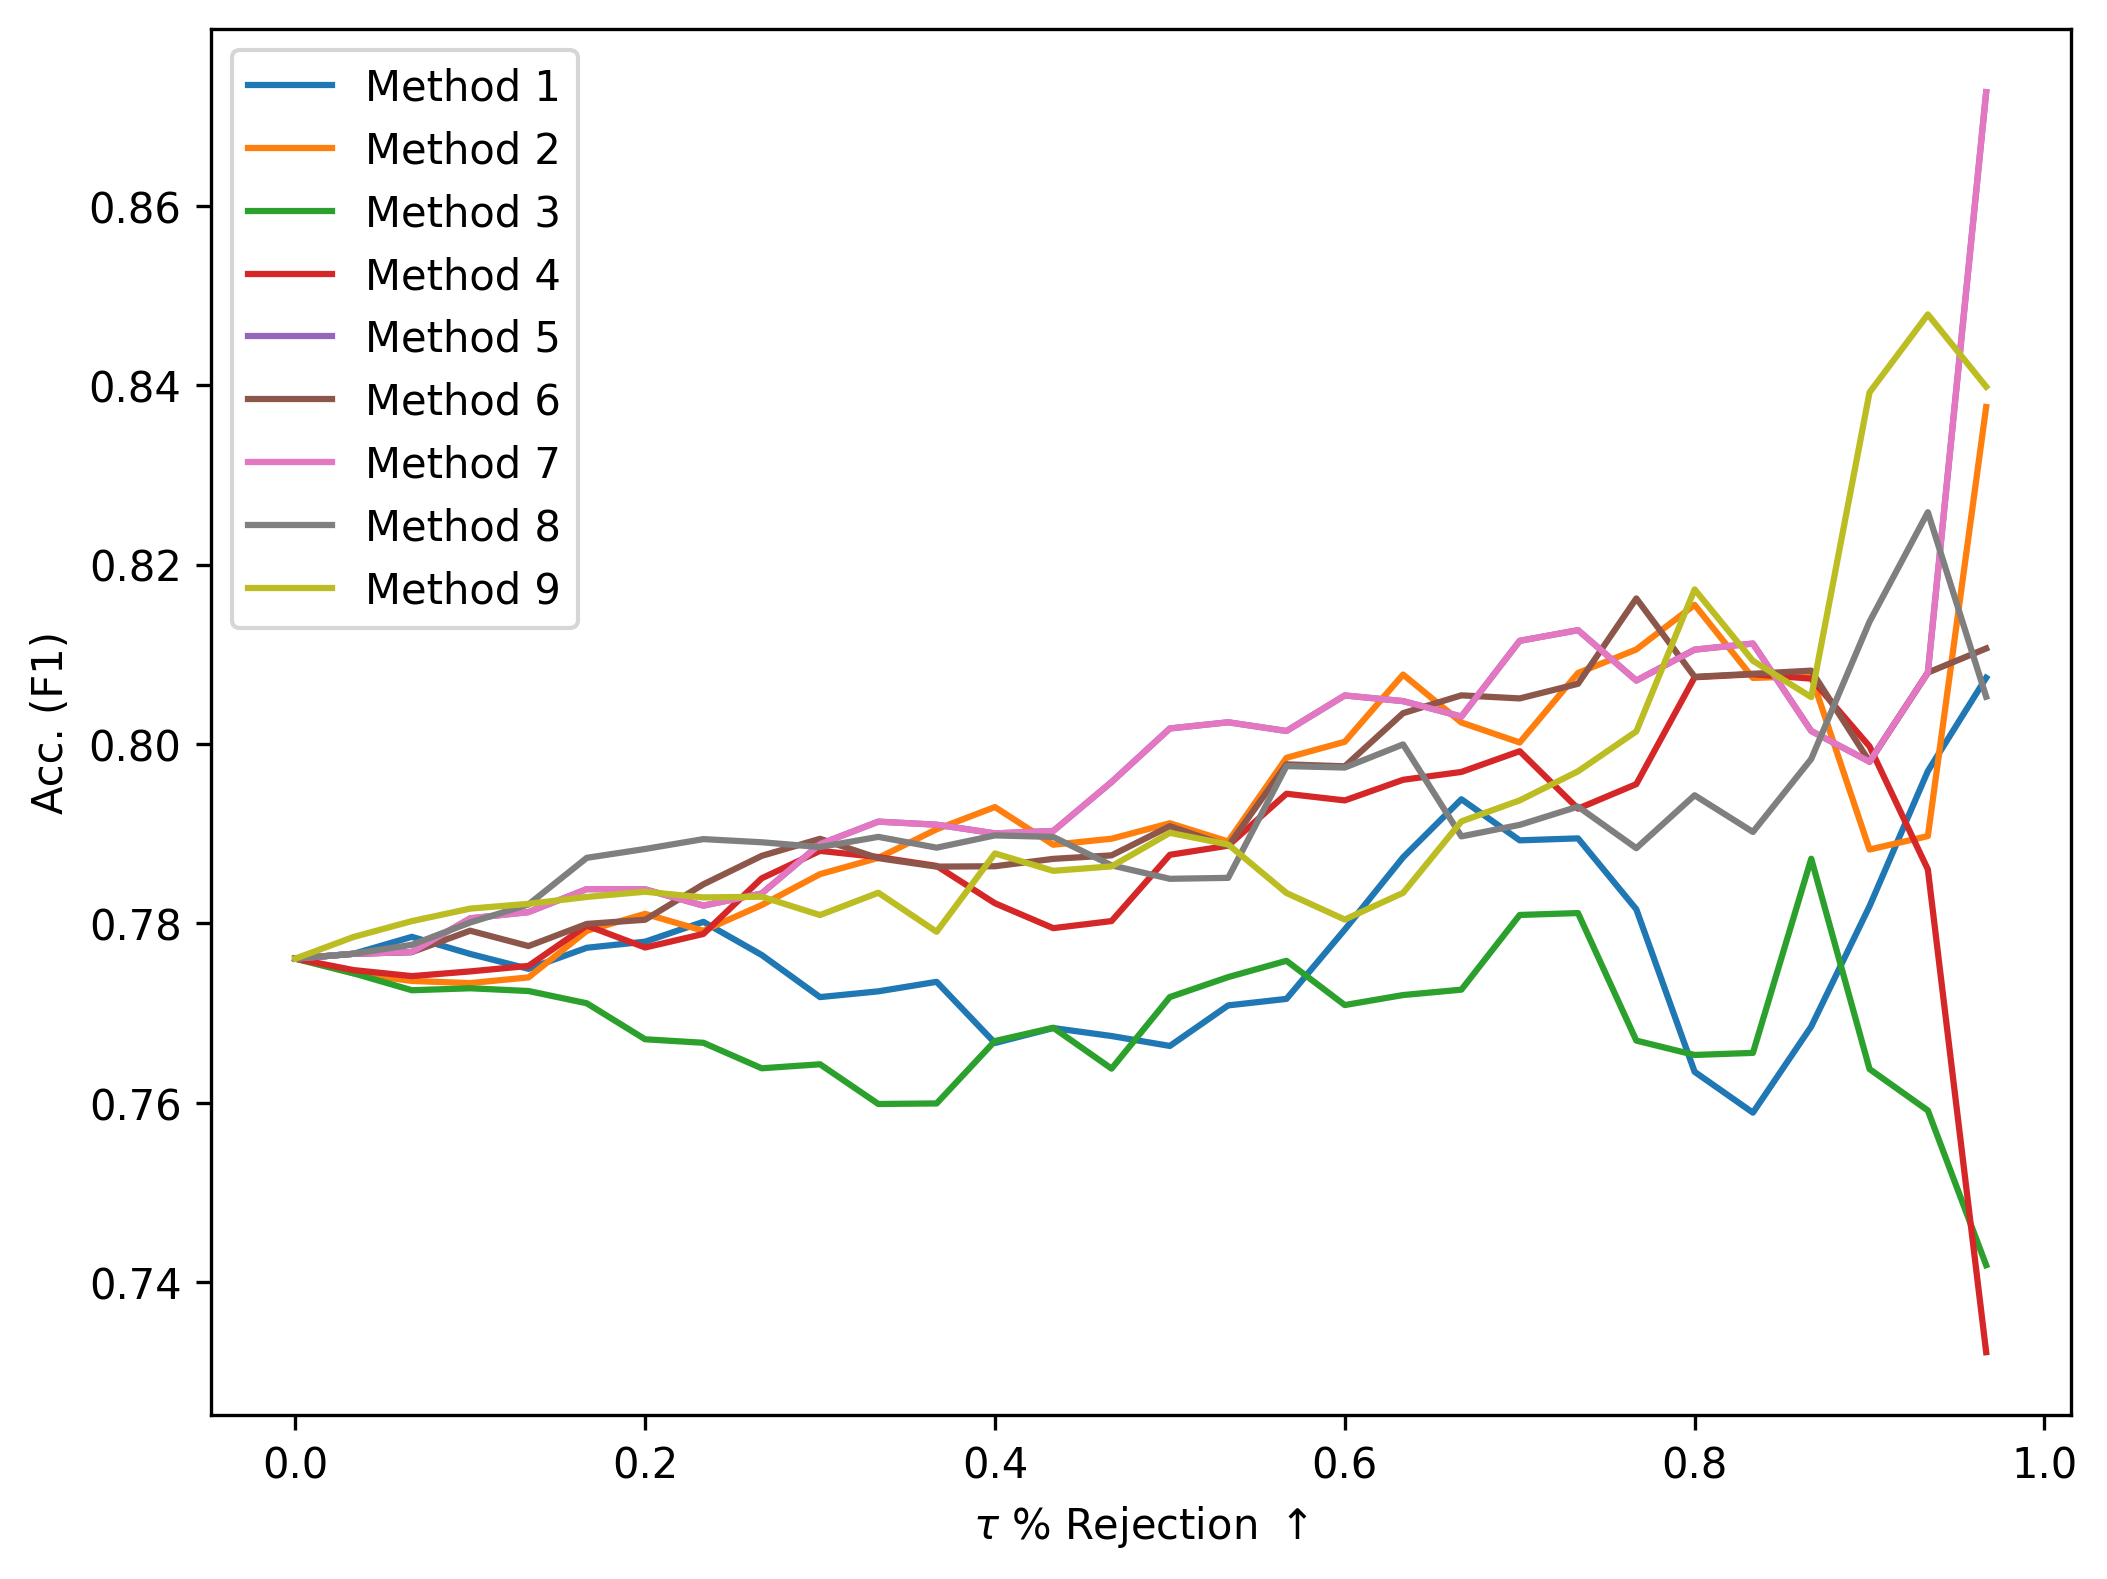 Method 1
Method 2
Method 3
Method 4
Method 5
Method 6
Method 7
Method 8
Method 9
Acc. (F1)
0.86
0.84
0.82
0.80
0.78
0.76
0.74
0.0 0.2 0.4 0.6 0.8 1.0
τ % Rejection ↑